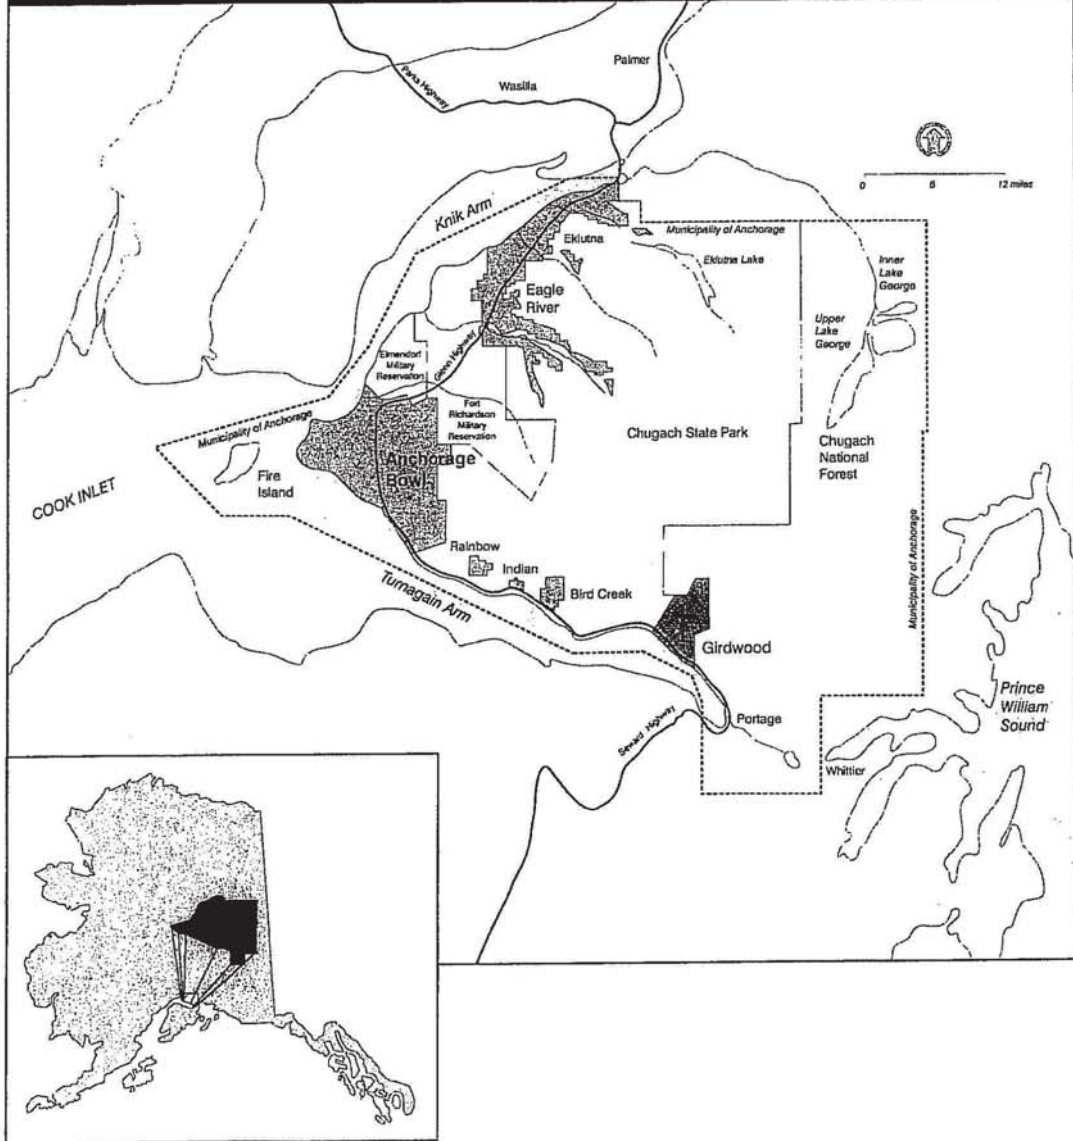 Palmer
Parks Highway
Wasilla
0 6 12 miles
Knik Arm
Municipality of Anchorage
Eklutna
Eklutna Lake
Inner
Lake
George
Eagle
River
Upper
Lake
George
Glenn Highway
Elmendorf
Military
Reservation
Fort
Richardson
Military
Reservation
Municipality of Anchorage
Chugach State Park
Chugach
National
Forest
Anchorage
Bowl
Fire
Island
COOK INLET
Municipality of Anchorage
Rainbow
Indian
Bird Creek
Turnagain Arm
Girdwood
Prince
William
Sound
Portage
Seward Highway
Whittier